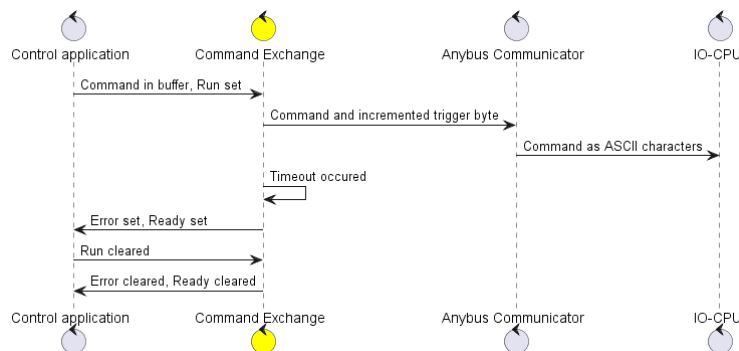 Control application
Command Exchange
Anybus Communicator
IO-CPU
Command in buffer, Run set
Command and incremented trigger byte
Command as ASCII characters
Timeout occured
Error set, Ready set
Run cleared
Error cleared, Ready cleared
Control application
Command Exchange
Anybus Communicator
IO-CPU